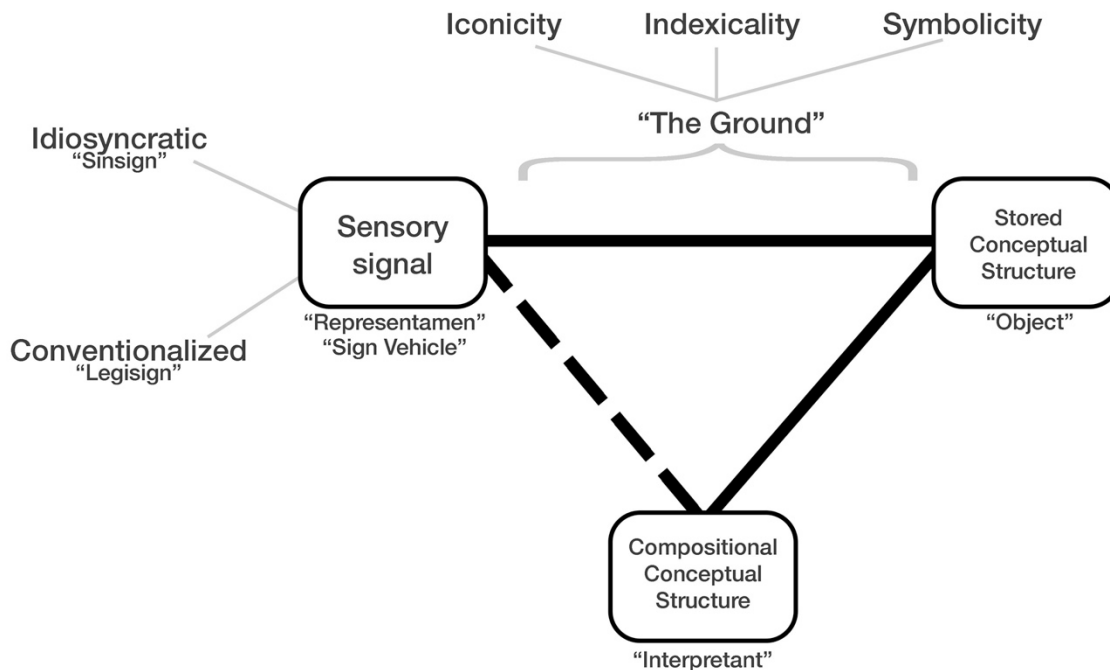 Iconicity
Indexicality
Symbolicity
“The Ground”
Idiosyncratic
“Sinsign”
Sensory
signal
“Representamen”
“Sign Vehicle”
Conventionalized
“Legisign”
Stored
Conceptual
Structure
“Object”
Compositional
Conceptual
Structure
“Interpretant”